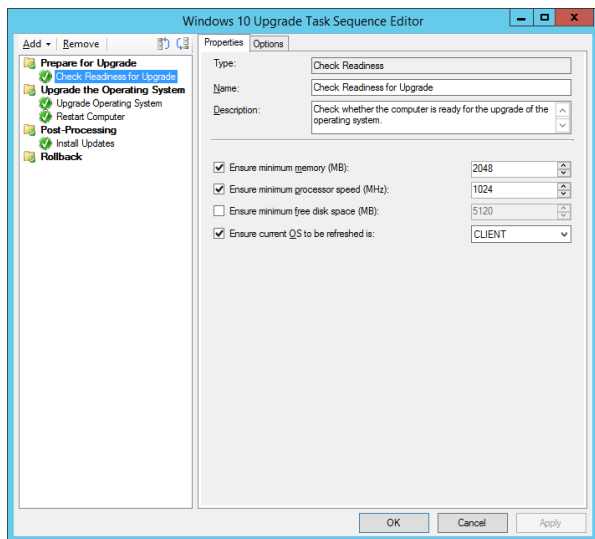 Windows 10 Upgrade Task Sequence Editor
Add Remove
Prepare for Upgrade
Check Readiness for Upgrade
Upgrade the Operating System
Upgrade Operating System
Restart Computer
Post-Processing
Install Updates
Rollback
Properties Options
Type: Check Readiness
Name: Check Readiness for Upgrade
Description: Check whether the computer is ready for the upgrade of the
operating system.
Ensure minimum memory (MB): 2048
Ensure minimum processor speed (MHz): 1024
Ensure minimum free disk space (MB): 5120
Ensure current OS to be refreshed is: CLIENT
OK Cancel Apply